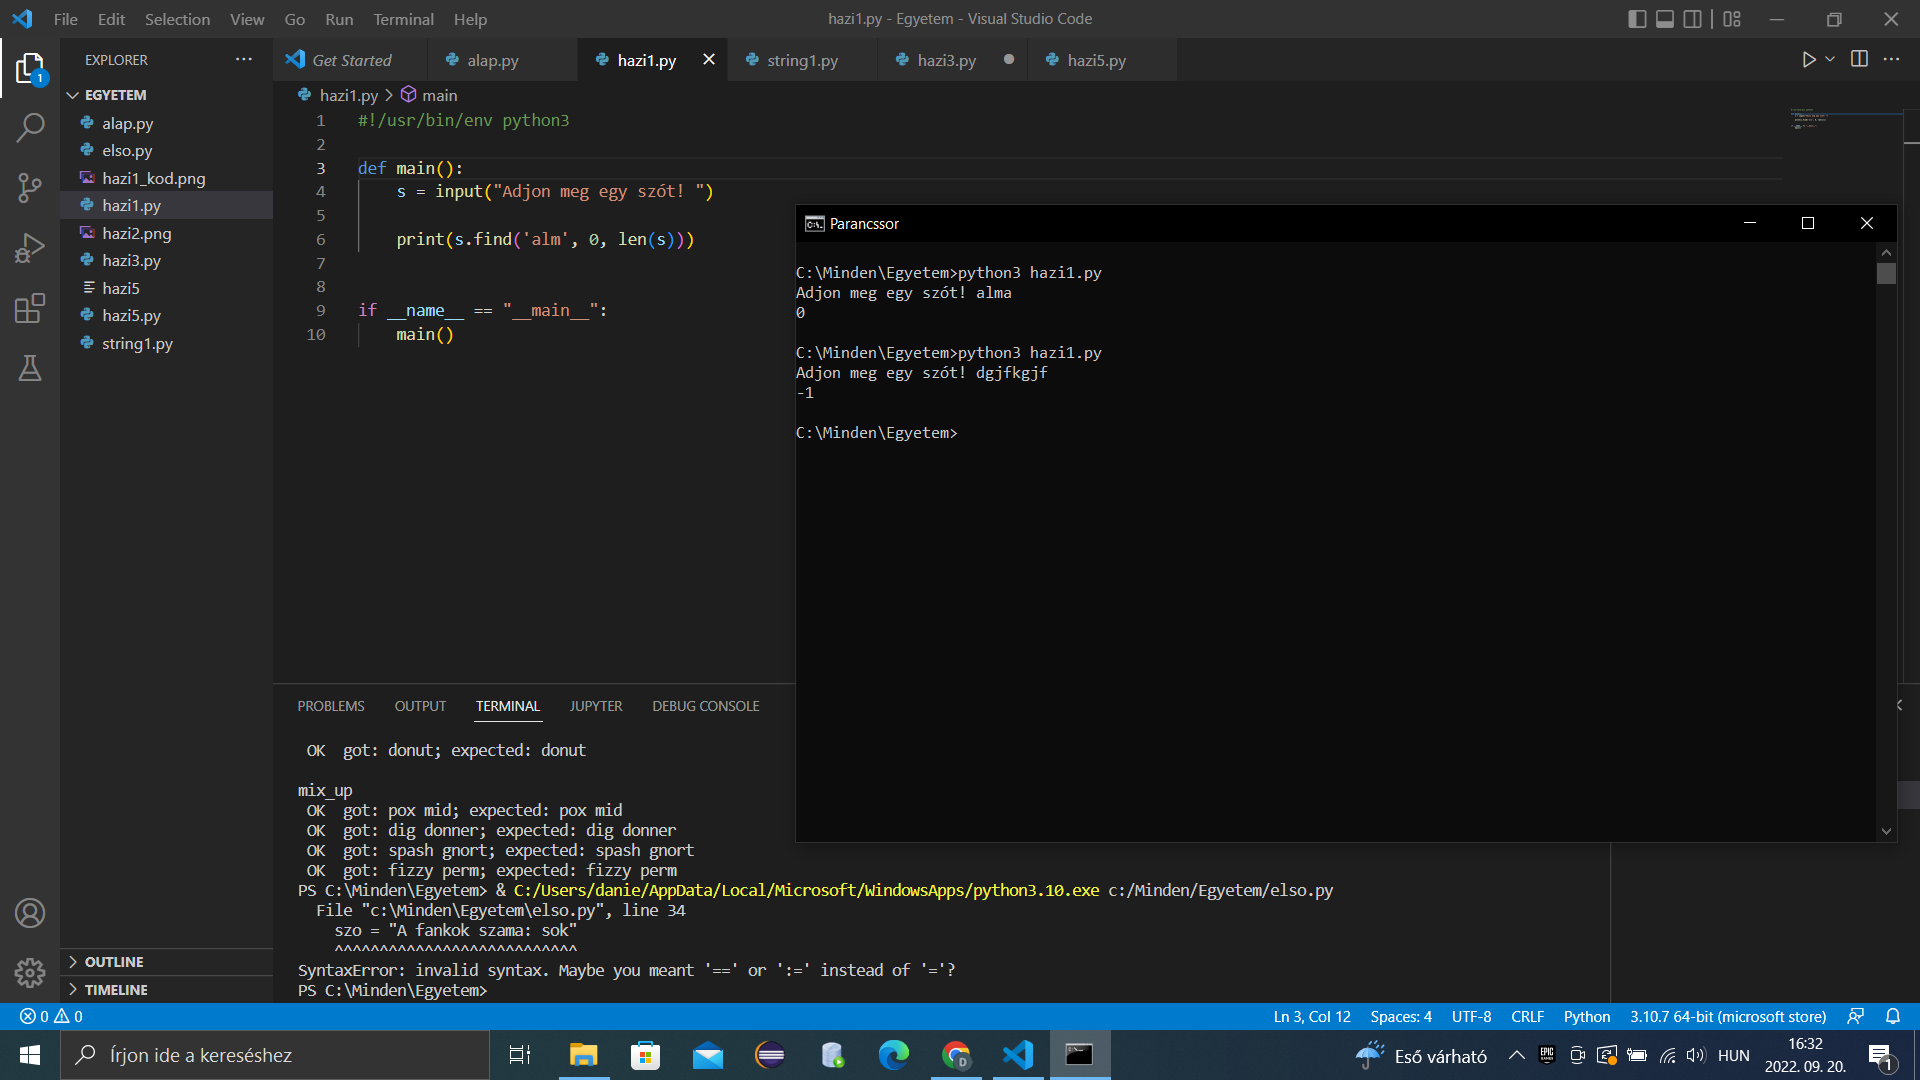 File Edit Selection View Go Run Terminal Help
hazi1.py - Egyetem - Visual Studio Code
EXPLORER
Get Started
alap.py
hazi1.py
string1.py
hazi3.py
hazi5.py
EGYETEM
alap.py
elso.py
hazi1_kod.png
hazi1.py
hazi2.png
hazi3.py
hazi5
hazi5.py
string1.py
OUTLINE
TIMELINE
1
hazi1.py > main
1 #!/usr/bin/env python3
2
3 def main():
4 s = input("Adjon meg egy szót! ")
5
6 print(s.find('alm', 0, len(s)))
7
8
9 if __name__ == "__main__":
10 main()
Parancssor
C:\Minden\Egyetem>python3 hazi1.py
Adjon meg egy szót! alma
0
C:\Minden\Egyetem>python3 hazi1.py
Adjon meg egy szót! dgjfkgjf
-1
C:\Minden\Egyetem>
PROBLEMS OUTPUT TERMINAL JUPYTER DEBUG CONSOLE
OK got: donut; expected: donut
mix_up
OK got: pox mid; expected: pox mid
OK got: dig donner; expected: dig donner
OK got: spash gnort; expected: spash gnort
OK got: fizzy perm; expected: fizzy perm
PS C:\Minden\Egyetem> & C:/Users/danie/AppData/Local/Microsoft/WindowsApps/python3.10.exe c:/Minden/Egyetem/elso.py
File "c:\Minden\Egyetem\elso.py", line 34
szo = "A fankok szama: sok"
^^^^^^^^^^^^^^^^^^^^^^^^^^^
SyntaxError: invalid syntax. Maybe you meant '==' or ':=' instead of '='?
PS C:\Minden\Egyetem>
0 0
Ln 3, Col 12 Spaces: 4 UTF-8 CRLF Python 3.10.7 64-bit (microsoft store)
Írjon ide a kereséshez
D
EPIC
Eső várható
HUN
16:32
2022. 09. 20.
1